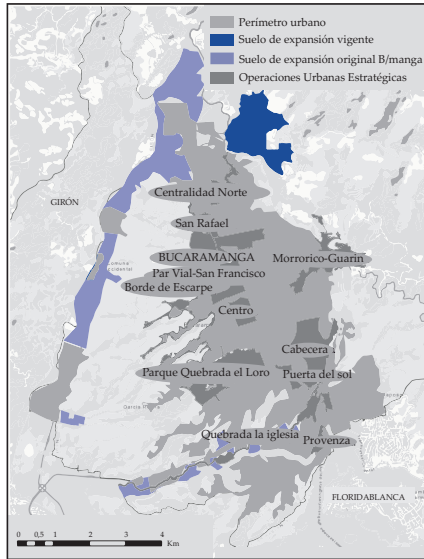 Perímetro urbano
Suelo de expansión vigente
Suelo de expansión original B/manga
Operaciones Urbanas Estratégicas
Centralidad Norte
GIRÓN
San Rafael
BUCARAMANGA
Morrorico-Guarin
Par Vial-San Francisco
Borde de Escarpe
Centro
Cabecera
Parque Quebrada el Loro
Puerta del sol
Quebrada la iglesia
Provenza
FLORIDABLANCA
0 0,5 1 2 3 4
Km